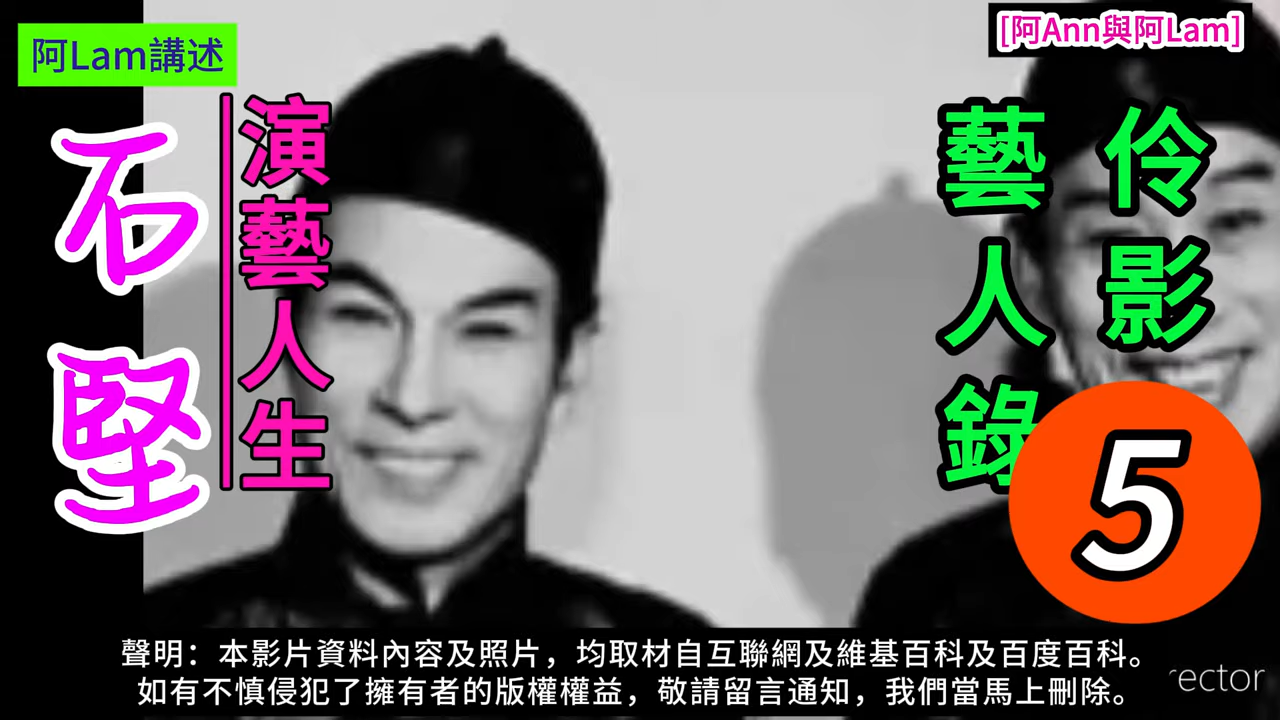 阿Lam講述
[阿Ann與阿Lam]
石堅
演藝人生
伶影
藝人錄
5
聲明：本影片資料內容及照片，均取材自互聯網及維基百科及百度百科。
如有不慎侵犯了擁有者的版權權益，敬請留言通知，我們當馬上刪除。
rector